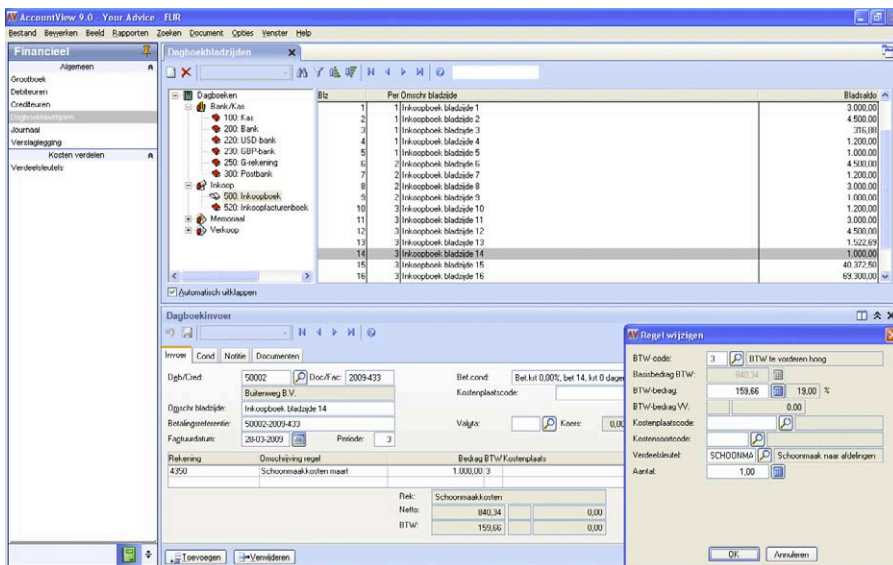 AccountView 9.0 - Your Advice - EUR
Bestand Bewerken Beeld Rapporten Zoeken Document Opties Venster Help
Financieel
Algemeen
Grootboek
Debiteuren
Crediteuren
Dagboekbladzijden
Journaal
Verslaglegging
Kosten verdelen
Verdeelsleutels
Dagboekbladzijden
Dagboeken
Bank/Kas
100: Kas
200: Bank
220: USD-bank
230: GBP-bank
250: G-rekening
300: Postbank
Inkoop
500: Inkoopboek
520: Inkoopfacturenboek
Memoriaal
Verkoop
Automatisch uitklappen
Blz Per Omschr bladzijde Bladsaldo
1 1 Inkoopboek bladzijde 1 3.000,00
2 1 Inkoopboek bladzijde 2 4.500,00
3 1 Inkoopboek bladzijde 3 316,88
4 1 Inkoopboek bladzijde 4 1.200,00
5 1 Inkoopboek bladzijde 5 1.000,00
6 2 Inkoopboek bladzijde 6 4.500,00
7 2 Inkoopboek bladzijde 7 1.200,00
8 2 Inkoopboek bladzijde 8 3.000,00
9 2 Inkoopboek bladzijde 9 1.000,00
10 3 Inkoopboek bladzijde 10 1.200,00
11 3 Inkoopboek bladzijde 11 3.000,00
12 3 Inkoopboek bladzijde 12 4.500,00
13 3 Inkoopboek bladzijde 13 1.522,69
14 3 Inkoopboek bladzijde 14 1.000,00
15 3 Inkoopboek bladzijde 15 40.372,50
16 3 Inkoopboek bladzijde 16 69.300,00
Dagboekinvoer
Invoer Cond Notitie Documenten
Deb/Cred: 50002 Doc/Fac: 2009-433 Bet.cond: Bet.krt 0,00%, bet 14, krt 0 dagen
Buitenweg B.V. Kostenplaatscode:
Omschr bladzijde: Inkoopboek bladzijde 14
Betalingsreferentie: 50002-2009-433 Valuta: Koers: 0,00
Factuurdatum: 28-03-2009 Periode: 3
Rekening Omschrijving regel Bedrag BTW Kostenplaats
4350 Schoonmaakkosten maart 1.000,00 3
Rek: Schoonmaakkosten
Netto: 840,34 0,00
BTW: 159,66 0,00
Toevoegen Verwijderen
Regel wijzigen
BTW-code: 3 BTW te vorderen hoog
Basisbedrag BTW: 840,34
BTW-bedrag: 159,66 19,00 %
BTW-bedrag VV: 0,00
Kostenplaatscode:
Kostensoortcode:
Verdeelsleutel: SCHOONMA Schoonmaak naar afdelingen
Aantal: 1,00
OK Annuleren